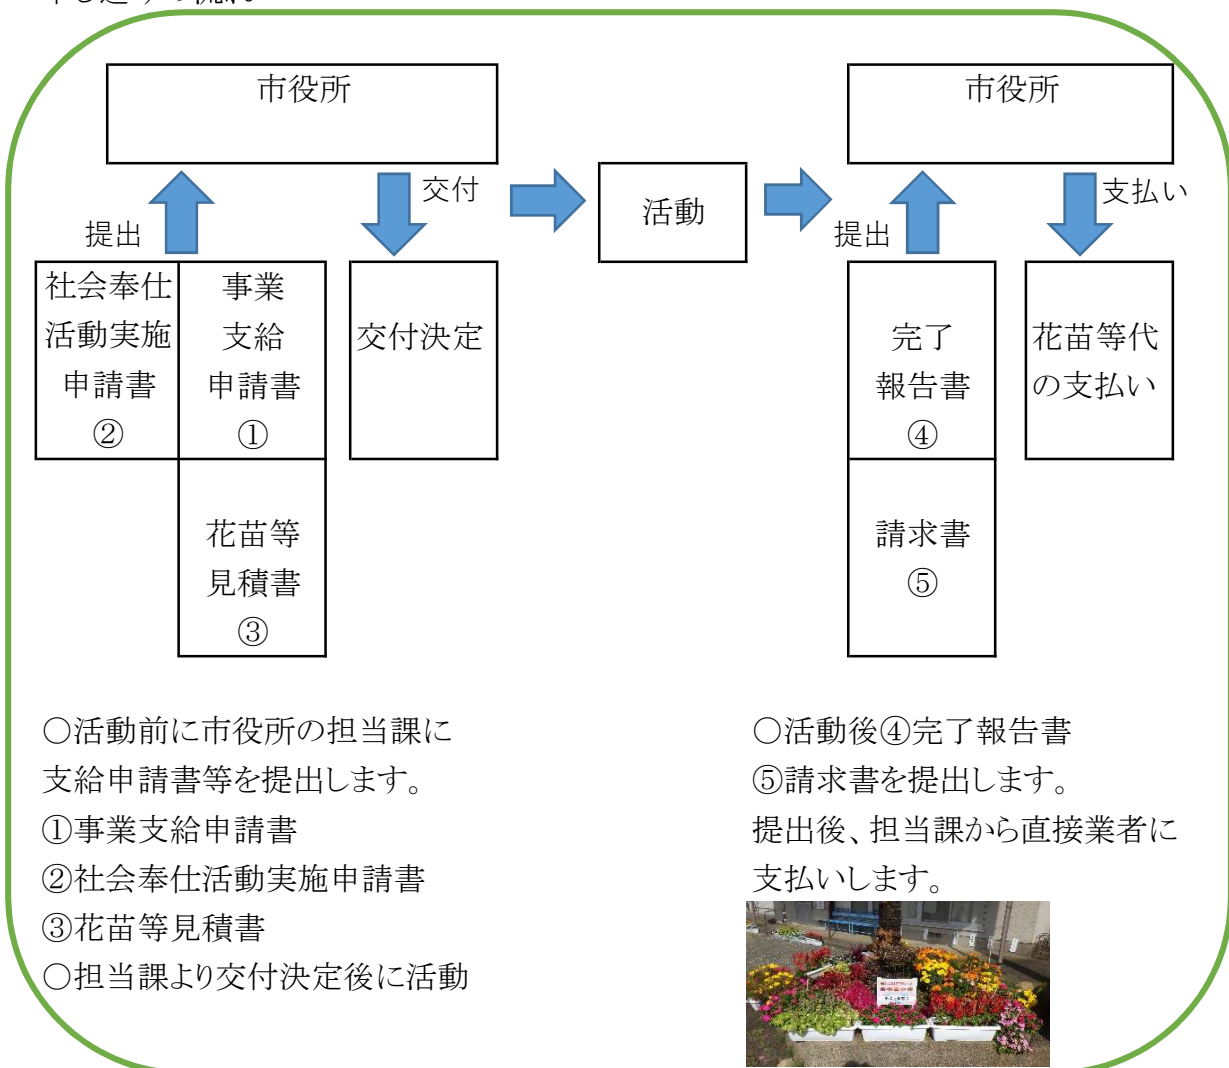 市役所
市役所
提出
交付
活動
提出
支払い
社会奉仕
活動実施
申請書
②
事業
支給
申請書
①
花苗等
見積書
③
交付決定
完了
報告書
④
請求書
⑤
花苗等代
の支払い
〇活動前に市役所の担当課に
支給申請書等を提出します。
①事業支給申請書
②社会奉仕活動実施申請書
③花苗等見積書
〇担当課より交付決定後に活動
〇活動後④完了報告書
⑤請求書を提出します。
提出後、担当課から直接業者に
支払いします。